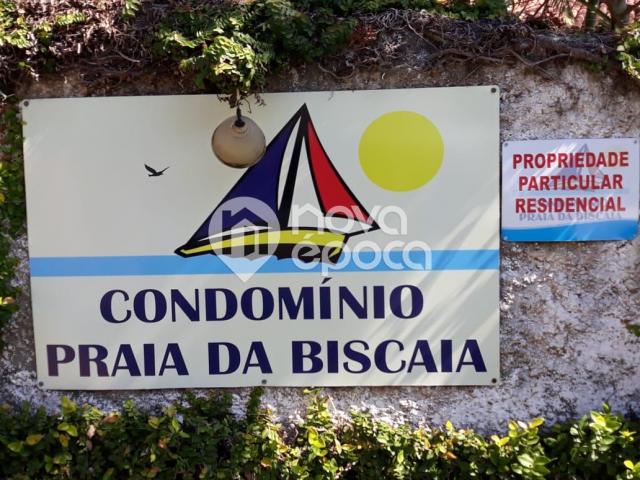 CONDOMÍNIO
PRAIA DA BISCAIA
PROPRIEDADE
PARTICULAR
RESIDENCIAL
PRAIA DA BISCAIA
nova
época